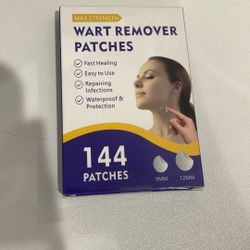 MAX STRENGTH
WART REMOVER
PATCHES
Fast Healing
Easy to Use
Repairing
Infections
Waterproof &
Protection
144
PATCHES
9MM
12MM